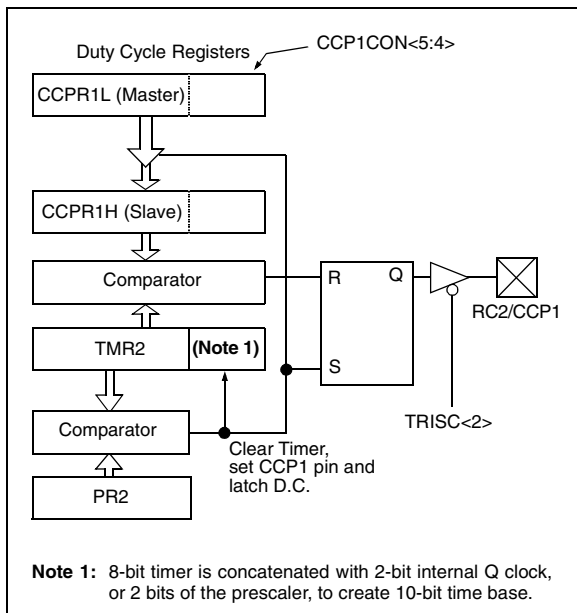 Duty Cycle Registers
CCP1CON<5:4>
CCPR1L (Master)
CCPR1H (Slave)
Comparator
R
Q
RC2/CCP1
TMR2
(Note 1)
S
TRISC<2>
Comparator
Clear Timer,
set CCP1 pin and
latch D.C.
PR2
Note 1: 8-bit timer is concatenated with 2-bit internal Q clock,
or 2 bits of the prescaler, to create 10-bit time base.